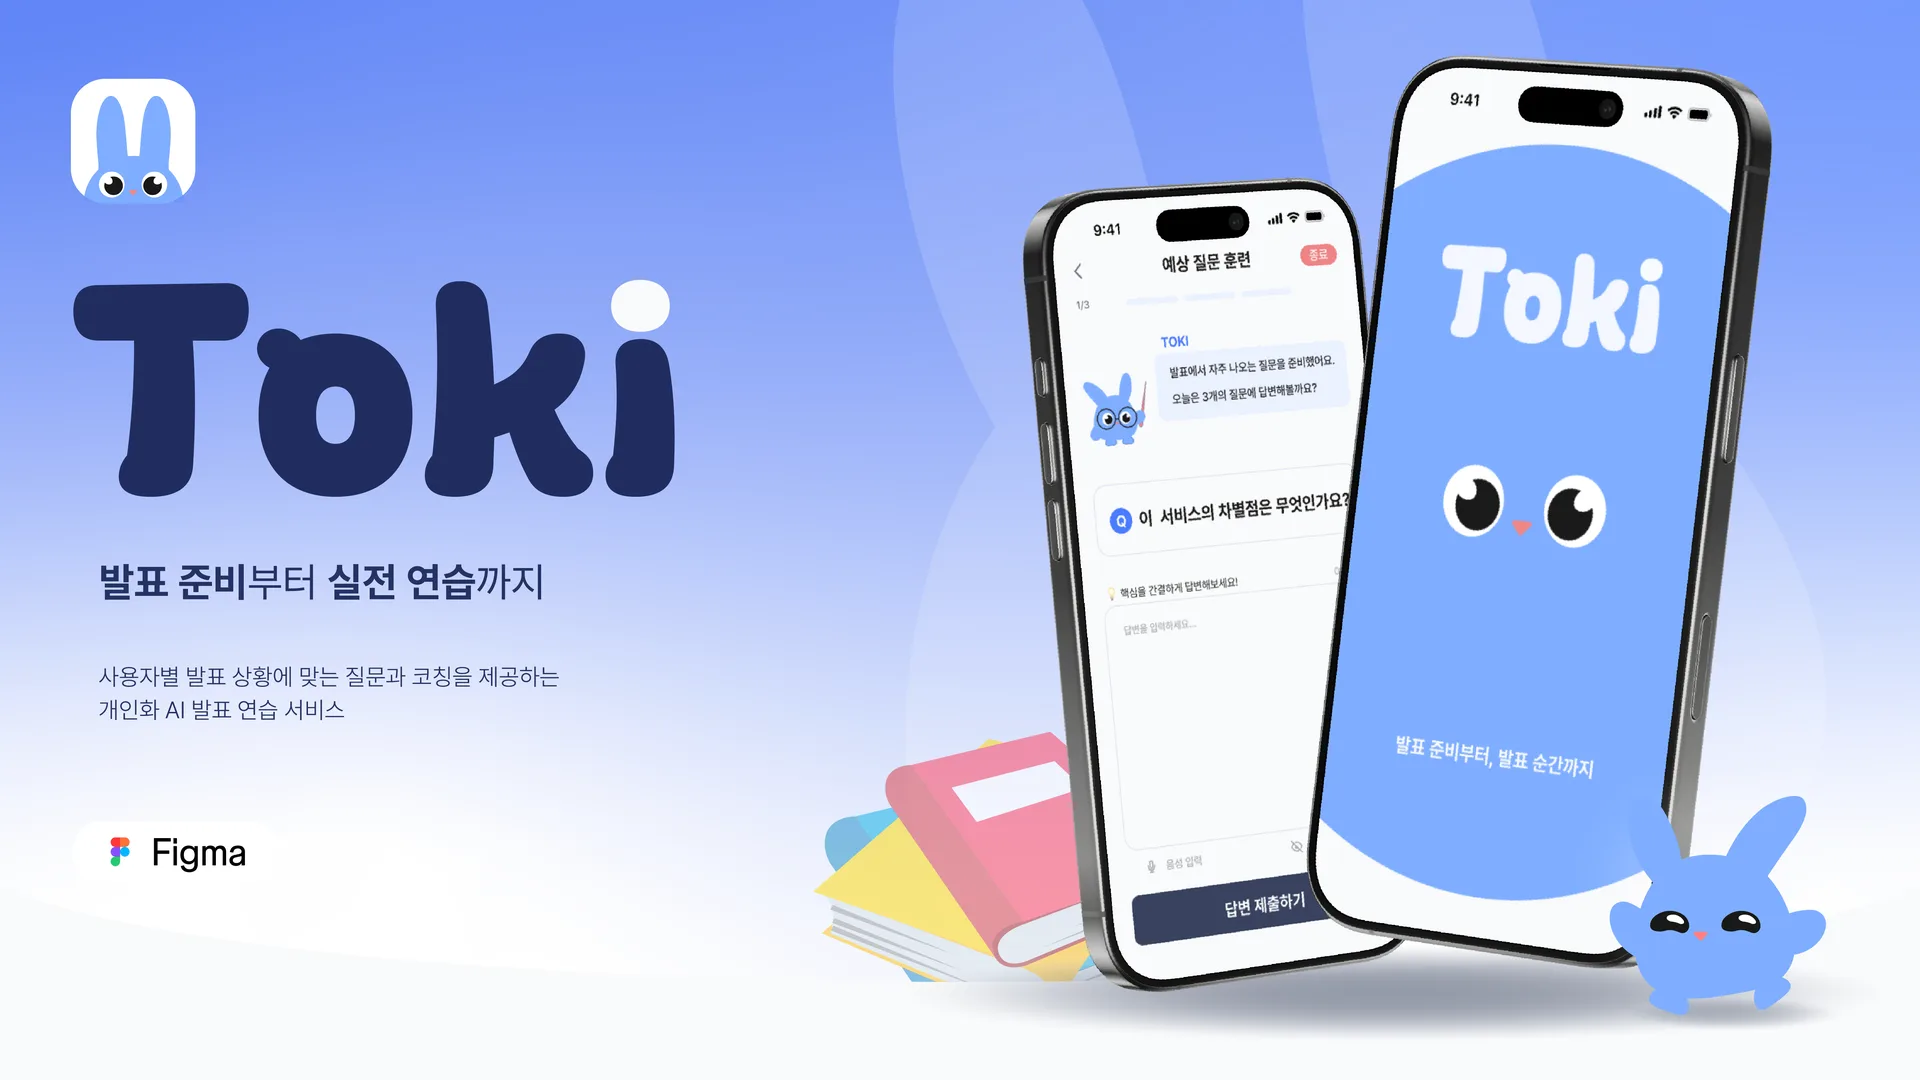 Toki
발표 준비부터 실전 연습까지
사용자별 발표 상황에 맞는 질문과 코칭을 제공하는
개인화 AI 발표 연습 서비스
Figma
9:41
예상 질문 훈련
종료
1/3
TOKI
발표에서 자주 나오는 질문을 준비했어요.
오늘은 3개의 질문에 답변해볼까요?
Q 이 서비스의 차별점은 무엇인가요?
핵심을 간결하게 답변해보세요!
답변을 입력하세요...
음성 입력
답변 제출하기
9:41
Toki
발표 준비부터, 발표 순간까지